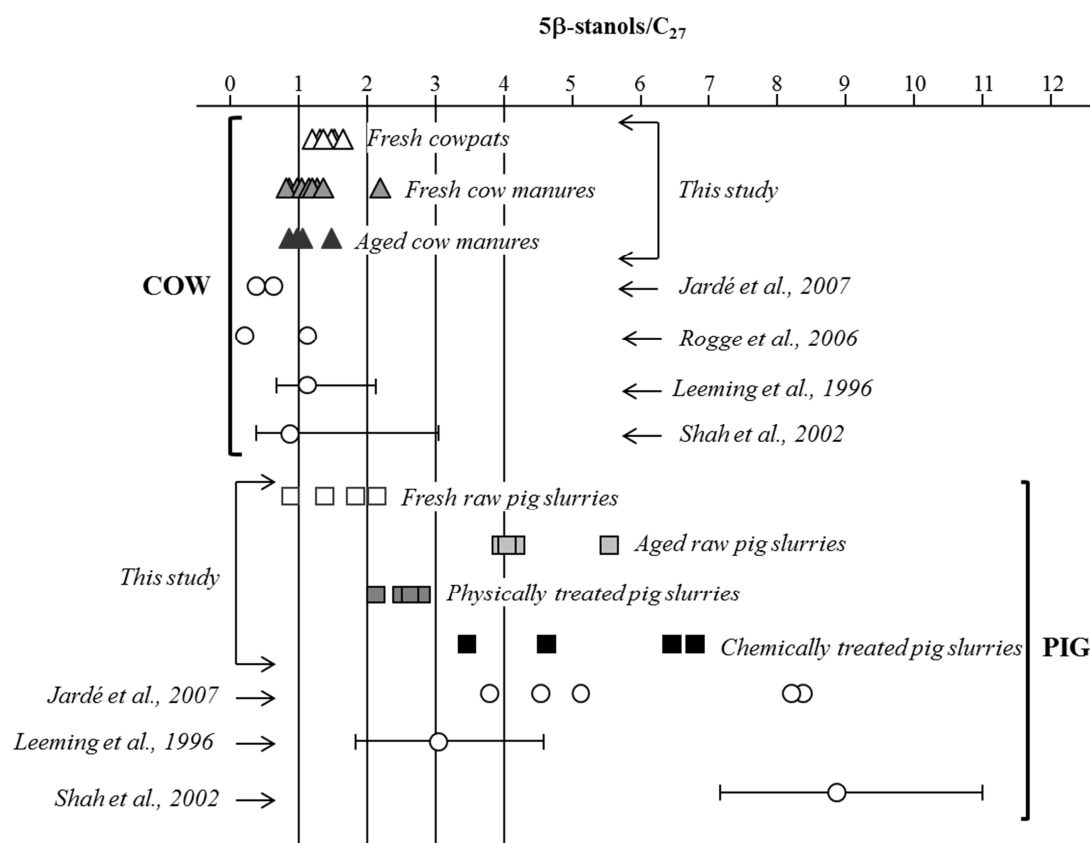 5β-stanols/C₂₇
0 1 2 3 4 5 6 7 8 9 10 11 12
Fresh cowpats
Fresh cow manures
This study
Aged cow manures
COW
Jardé et al., 2007
Rogge et al., 2006
Leeming et al., 1996
Shah et al., 2002
Fresh raw pig slurries
Aged raw pig slurries
This study
Physically treated pig slurries
Chemically treated pig slurries
PIG
Jardé et al., 2007
Leeming et al., 1996
Shah et al., 2002